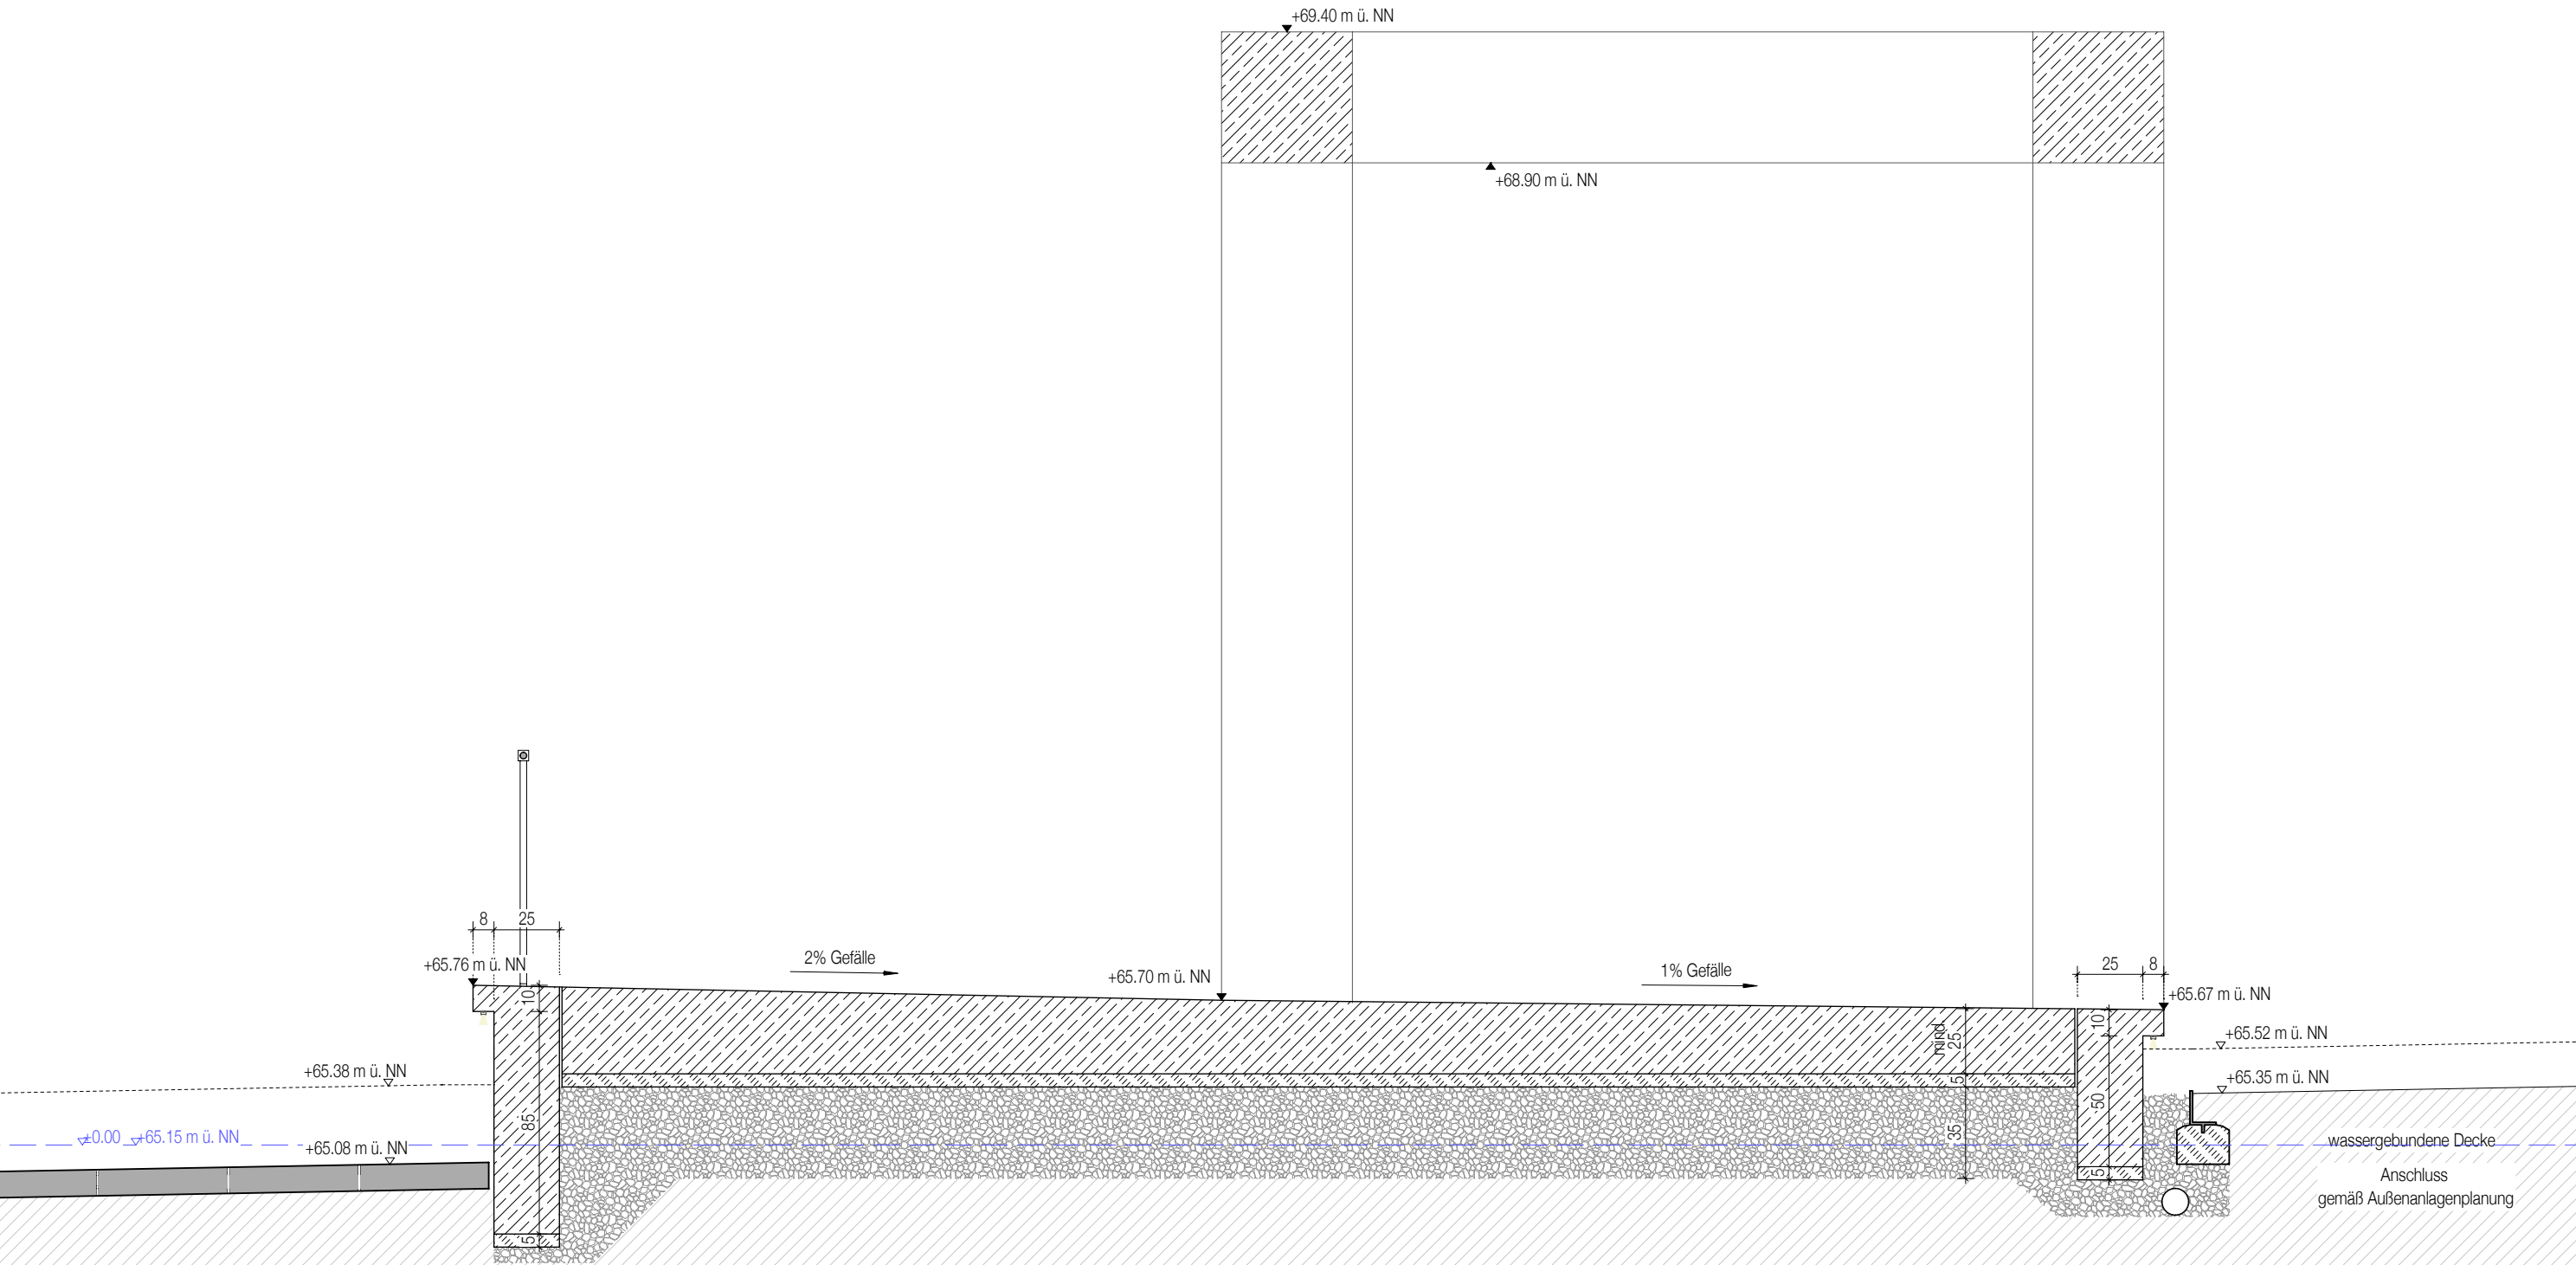 +69.40 m ü. NN
+68.90 m ü. NN
8 25
+65.76 m ü. NN
2% Gefälle
+65.70 m ü. NN
1% Gefälle
25 8
+65.67 m ü. NN
10
10
mind.
25
+65.52 m ü. NN
+65.38 m ü. NN
5
+65.35 m ü. NN
85
50
35
±0.00 +65.15 m ü. NN
+65.08 m ü. NN
wassergebundene Decke
5
Anschluss
gemäß Außenanlagenplanung
5